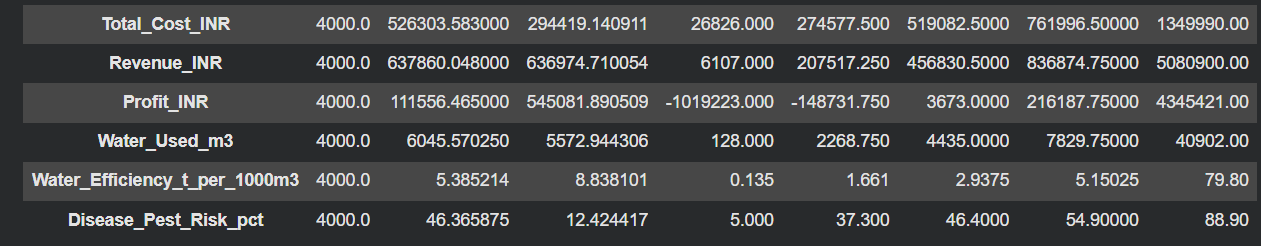 Total_Cost_INR 4000.0 526303.583000 294419.140911 26826.000 274577.500 519082.5000 761996.50000 1349990.00
Revenue_INR 4000.0 637860.048000 636974.710054 6107.000 207517.250 456830.5000 836874.75000 5080900.00
Profit_INR 4000.0 111556.465000 545081.890509 -1019223.000 -148731.750 3673.0000 216187.75000 4345421.00
Water_Used_m3 4000.0 6045.570250 5572.944306 128.000 2268.750 4435.0000 7829.75000 40902.00
Water_Efficiency_t_per_1000m3 4000.0 5.385214 8.838101 0.135 1.661 2.9375 5.15025 79.80
Disease_Pest_Risk_pct 4000.0 46.365875 12.424417 5.000 37.300 46.4000 54.90000 88.90